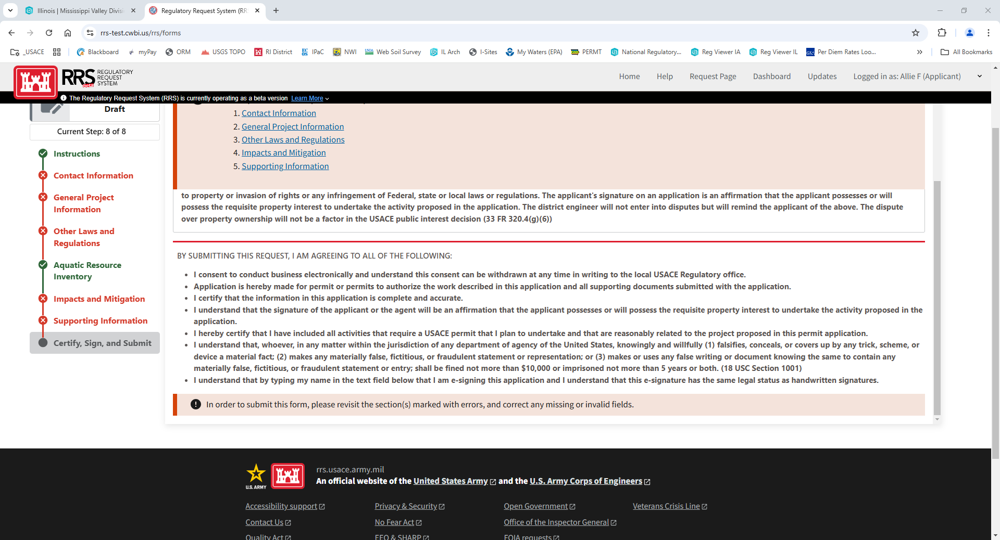 Illinois | Mississippi Valley Divisi
Regulatory Request System (RR
rrs-test.cwbi.us/rrs/forms
_USACE
Blackboard
myPay
ORM
USGS TOPO
RI District
IPaC
NWI
Web Soil Survey
IL Arch
I-Sites
My Waters (EPA)
PERMT
National Regulatory...
Reg Viewer IA
Reg Viewer IL
Per Diem Rates Loo...
All Bookmarks
RRS beta
REGULATORY
REQUEST
SYSTEM
Home
Help
Request Page
Dashboard
Updates
Logged in as: Allie F (Applicant)
The Regulatory Request System (RRS) is currently operating as a beta version Learn More
Draft
Current Step: 8 of 8
Instructions
Contact Information
General Project
Information
Other Laws and
Regulations
Aquatic Resource
Inventory
Impacts and Mitigation
Supporting Information
Certify, Sign, and Submit
1. Contact Information
2. General Project Information
3. Other Laws and Regulations
4. Impacts and Mitigation
5. Supporting Information
to property or invasion of rights or any infringement of Federal, state or local laws or regulations. The applicant's signature on an application is an affirmation that the applicant possesses or will
possess the requisite property interest to undertake the activity proposed in the application. The district engineer will not enter into disputes but will remind the applicant of the above. The dispute
over property ownership will not be a factor in the USACE public interest decision (33 FR 320.4(g)(6))
BY SUBMITTING THIS REQUEST, I AM AGREEING TO ALL OF THE FOLLOWING:
• I consent to conduct business electronically and understand this consent can be withdrawn at any time in writing to the local USACE Regulatory office.
• Application is hereby made for permit or permits to authorize the work described in this application and all supporting documents submitted with the application.
• I certify that the information in this application is complete and accurate.
• I understand that the signature of the applicant or the agent will be an affirmation that the applicant possesses or will possess the requisite property interest to undertake the activity proposed in the
application.
• I hereby certify that I have included all activities that require a USACE permit that I plan to undertake and that are reasonably related to the project proposed in this permit application.
• I understand that, whoever, in any matter within the jurisdiction of any department of agency of the United States, knowingly and willfully (1) falsifies, conceals, or covers up by any trick, scheme, or
device a material fact; (2) makes any materially false, fictitious, or fraudulent statement or representation; or (3) makes or uses any false writing or document knowing the same to contain any
materially false, fictitious, or fraudulent statement or entry; shall be fined not more than $10,000 or imprisoned not more than 5 years or both. (18 USC Section 1001)
• I understand that by typing my name in the text field below that I am e-signing this application and I understand that this e-signature has the same legal status as handwritten signatures.
In order to submit this form, please revisit the section(s) marked with errors, and correct any missing or invalid fields.
U.S. ARMY
rrs.usace.army.mil
An official website of the United States Army and the U.S. Army Corps of Engineers
Accessibility support
Privacy & Security
Open Government
Veterans Crisis Line
Contact Us
No Fear Act
Office of the Inspector General
Quality Act
EEO & SHARP
FOIA requests